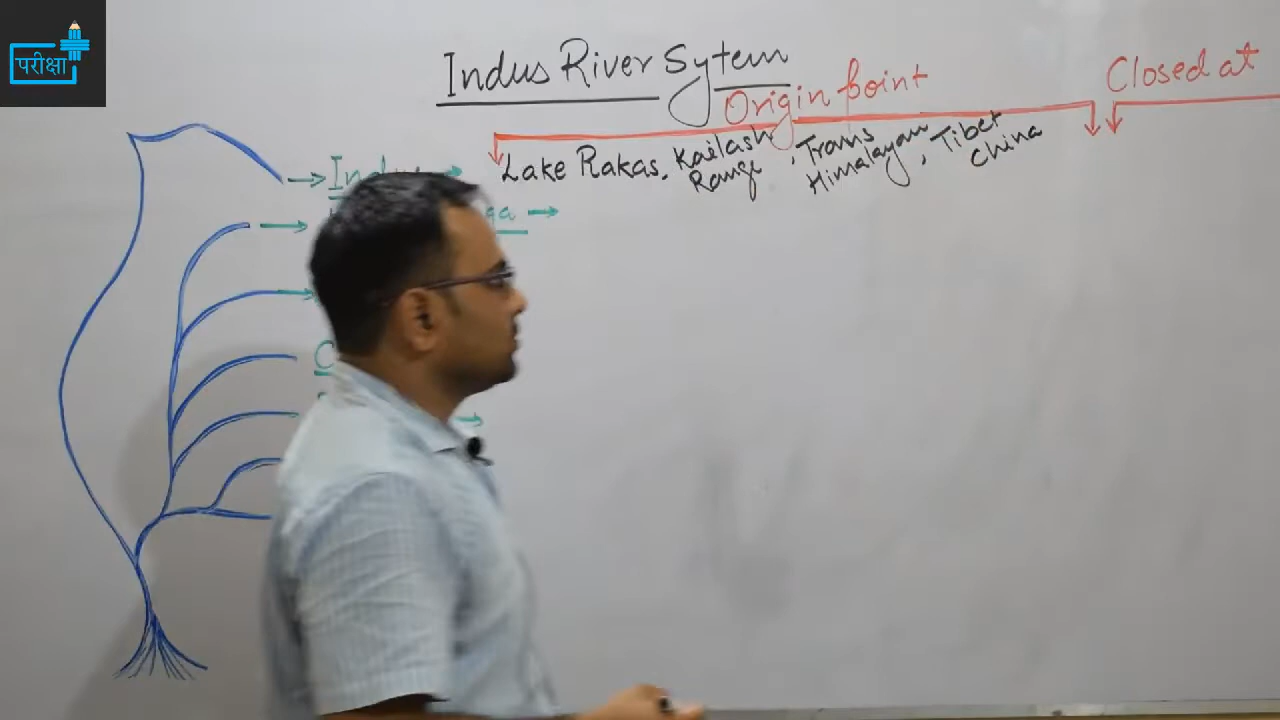 परीक्षा
Indus River Sytem
Origin point
Closed at
Lake Rakas, Kailash Range, Trans Himalayan, Tibet China